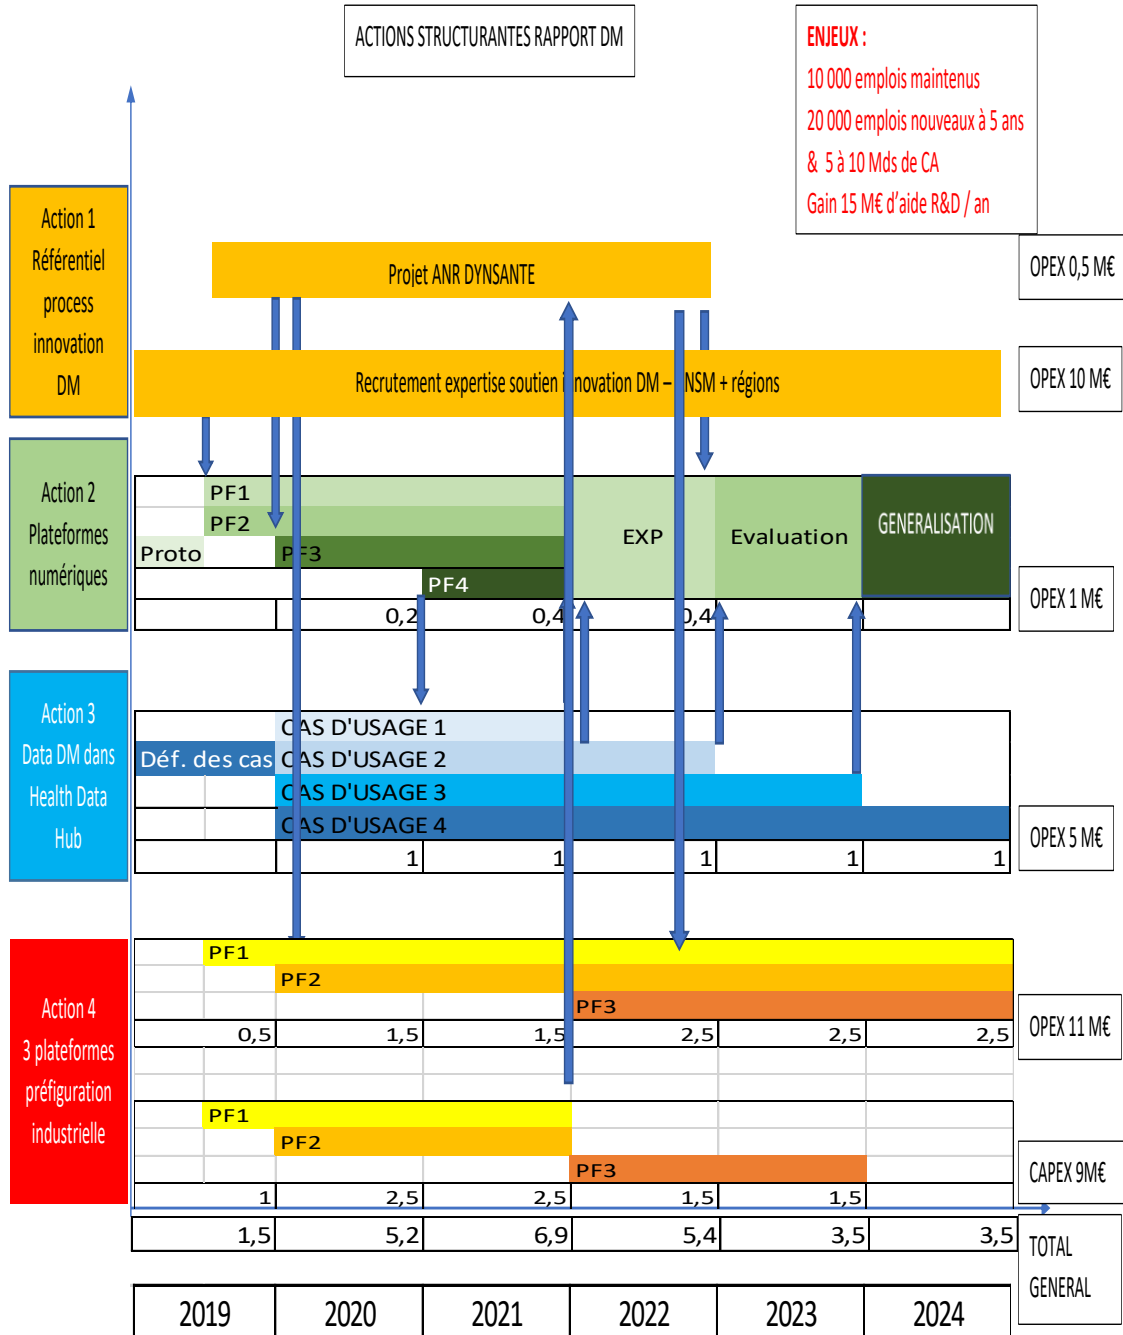 ACTIONS STRUCTURANTES RAPPORT DM
ENJEUX :
10 000 emplois maintenus
20 000 emplois nouveaux à 5 ans
& 5 à 10 Mds de CA
Gain 15 M€ d'aide R&D / an
Action 1
Référentiel
process
innovation
DM
Projet ANR DYNSANTE
OPEX 0,5 M€
Recrutement expertise soutien innovation DM – NSM + régions
OPEX 10 M€
Action 2
Plateformes
numériques
PF1
PF2
Proto
PF3
PF4
EXP
Evaluation
GENERALISATION
0,2
0,4
0,4
OPEX 1 M€
Action 3
Data DM dans
Health Data
Hub
CAS D'USAGE 1
Déf. des cas
CAS D'USAGE 2
CAS D'USAGE 3
CAS D'USAGE 4
1
1
1
1
1
OPEX 5 M€
Action 4
3 plateformes
préfiguration
industrielle
PF1
PF2
PF3
0,5
1,5
1,5
2,5
2,5
2,5
OPEX 11 M€
PF1
PF2
PF3
1
2,5
2,5
1,5
1,5
CAPEX 9M€
1,5
5,2
6,9
5,4
3,5
3,5
TOTAL
GENERAL
2019
2020
2021
2022
2023
2024